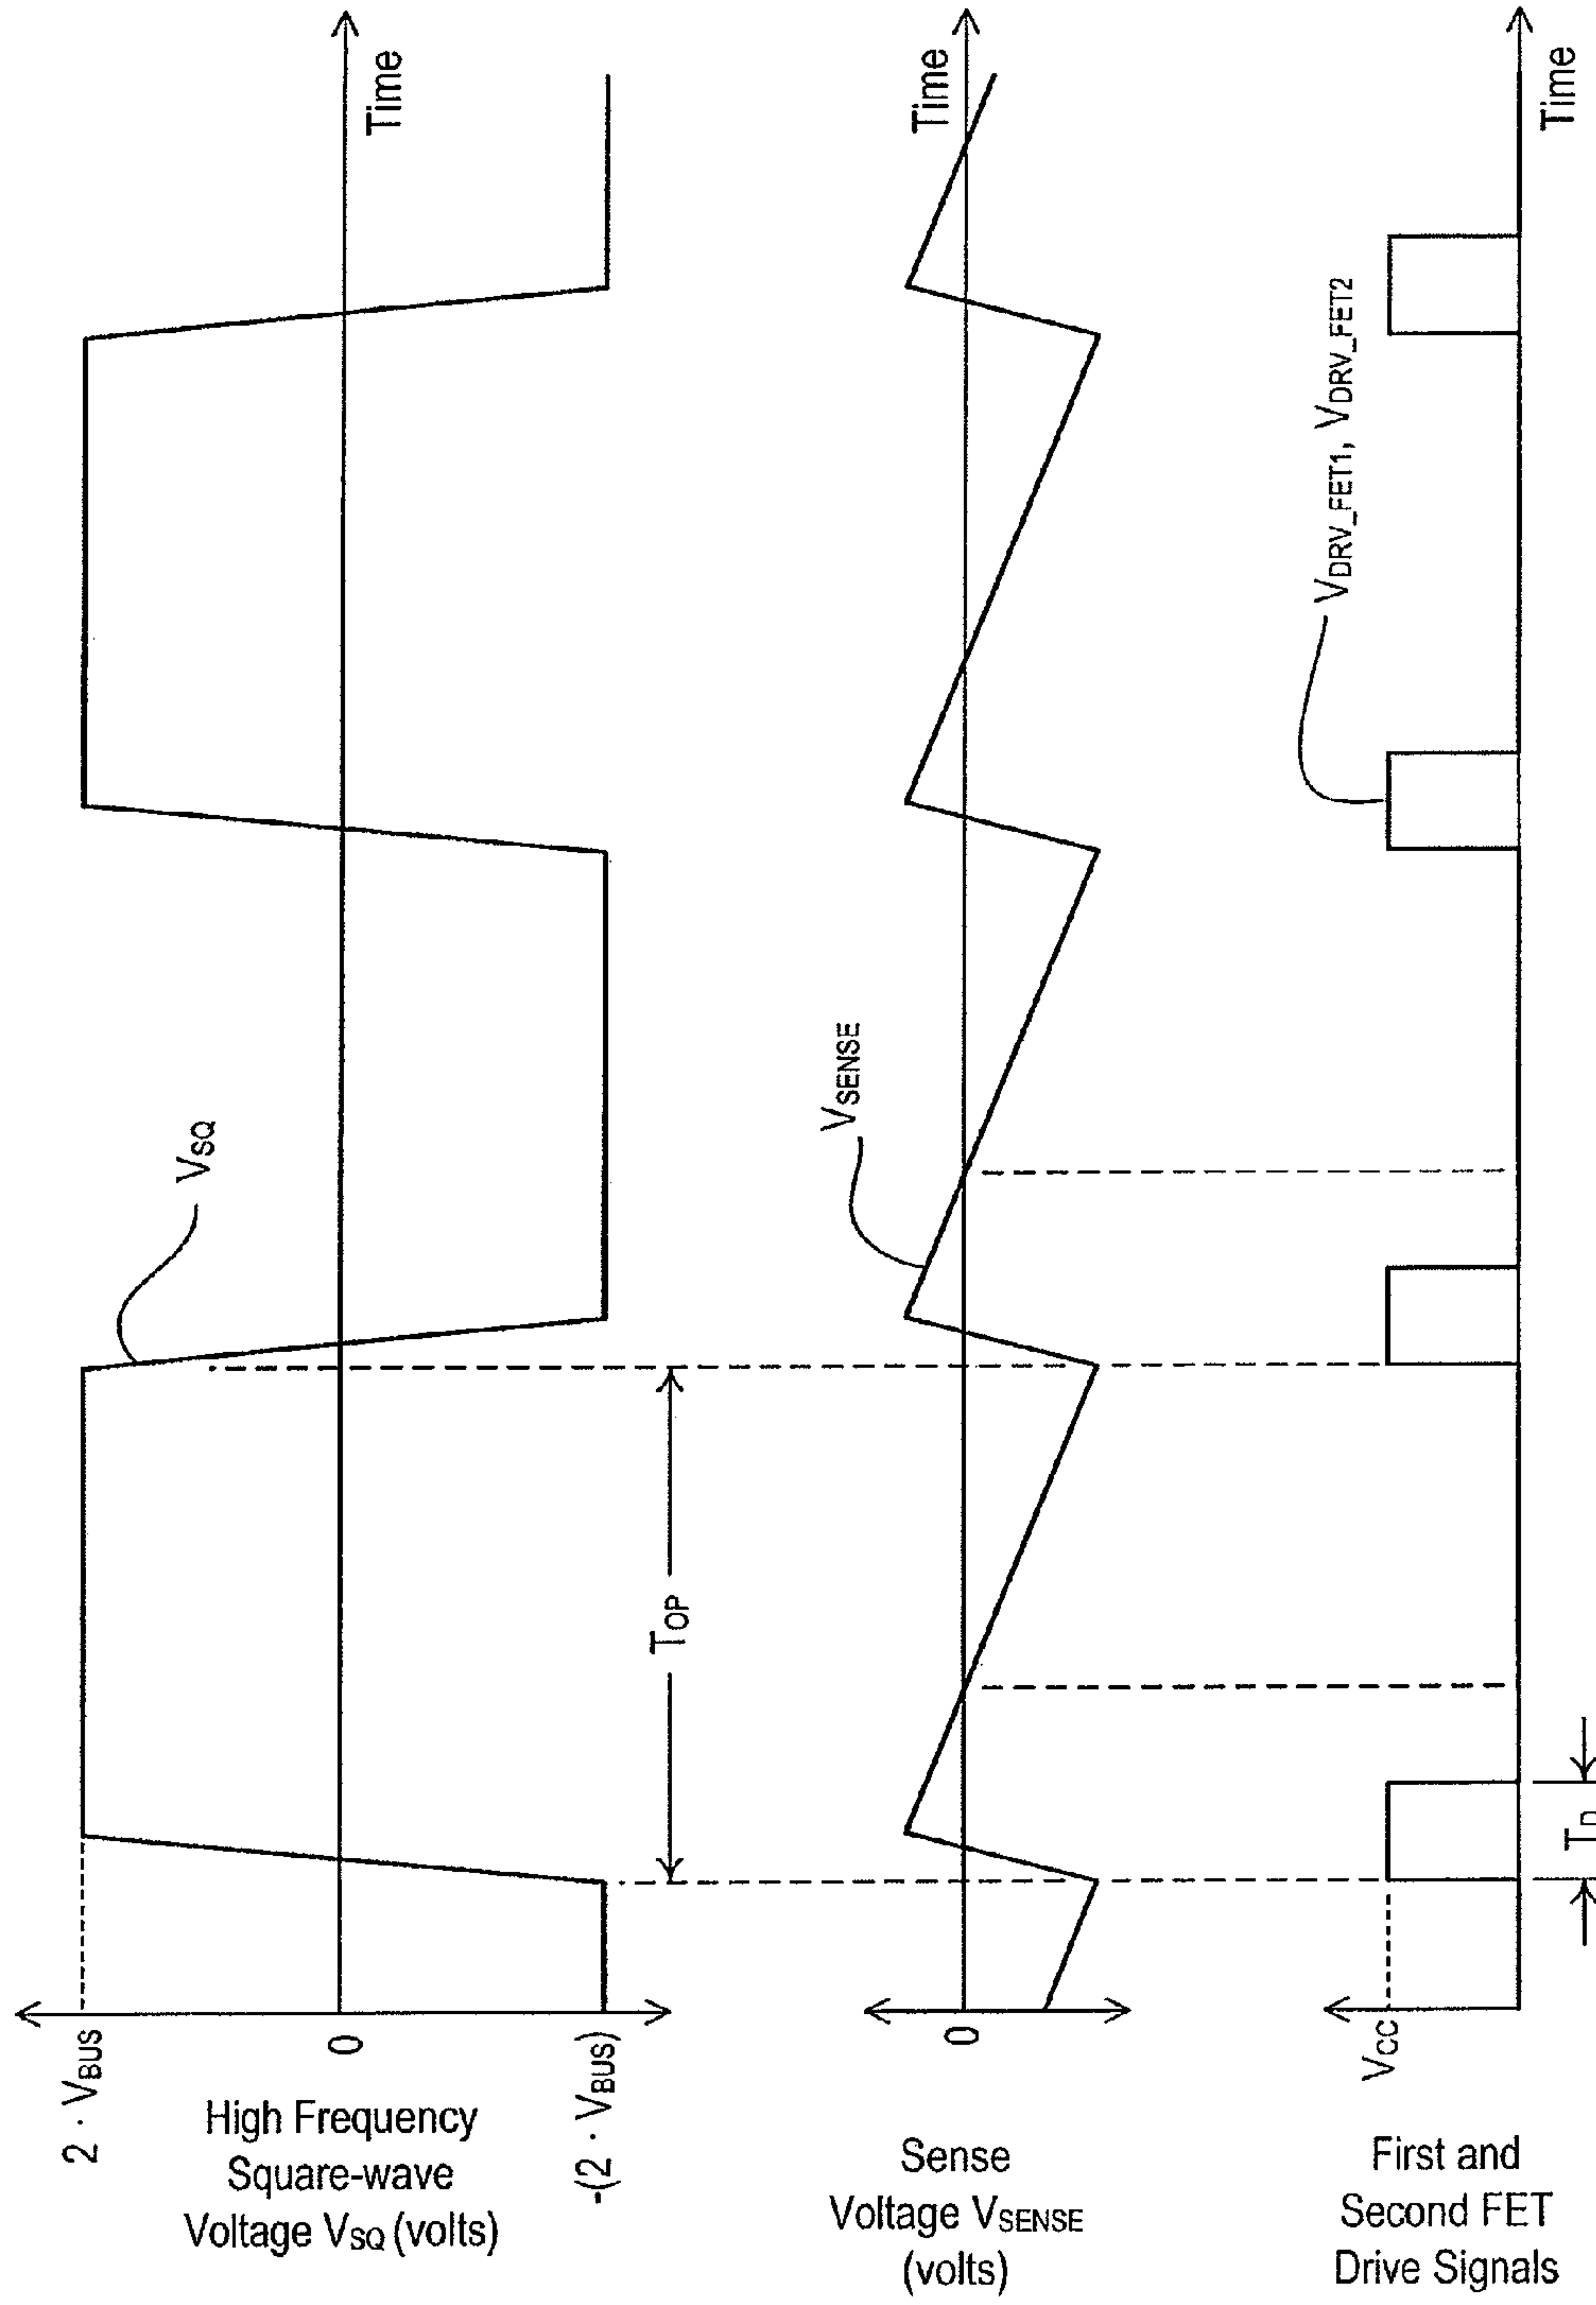 2 · VBUS
0
-(2 · VBUS)
High Frequency
Square-wave
Voltage VSQ (volts)
VSQ
TOP
Time
0
Sense
Voltage VSENSE
(volts)
VSENSE
Time
VCC
First and
Second FET
Drive Signals
VDRV_FET1, VDRV_FET2
Time